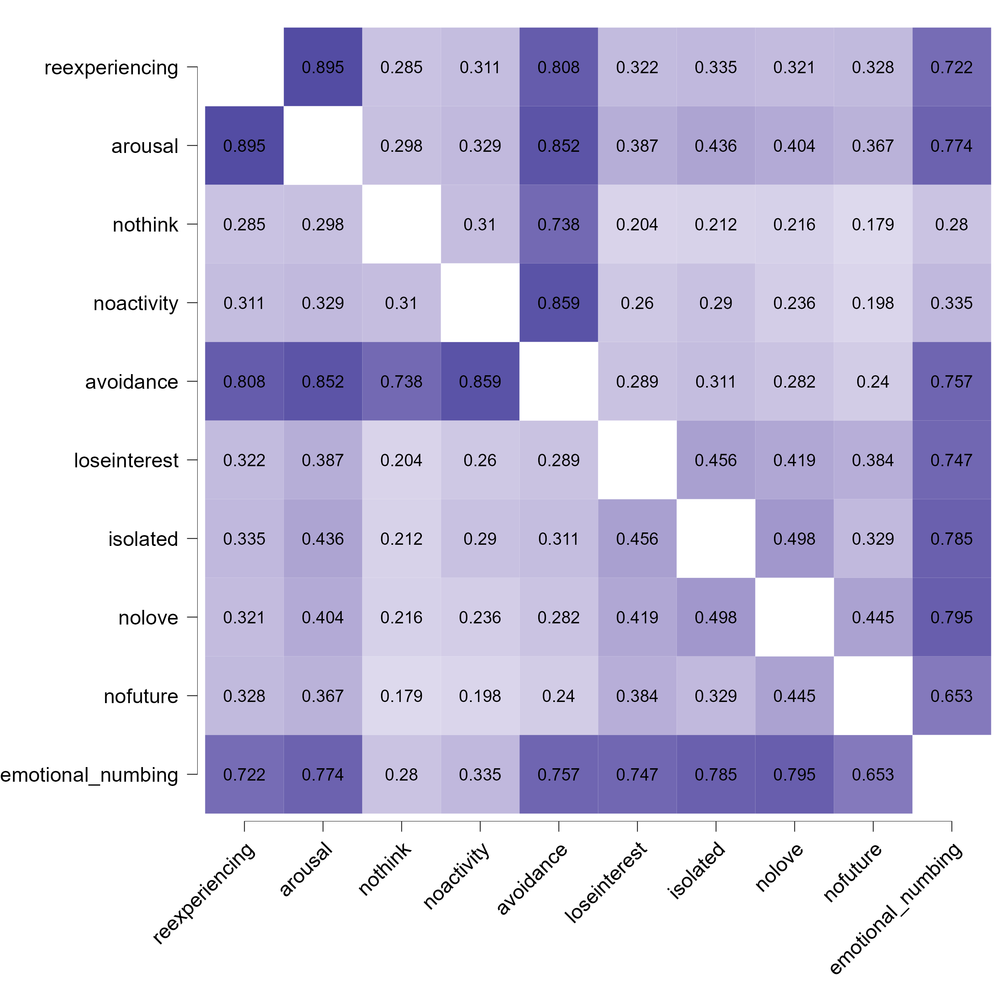 reexperiencing 0.895 0.285 0.311 0.808 0.322 0.335 0.321 0.328 0.722
arousal 0.895 0.298 0.329 0.852 0.387 0.436 0.404 0.367 0.774
nothink 0.285 0.298 0.31 0.738 0.204 0.212 0.216 0.179 0.28
noactivity 0.311 0.329 0.31 0.859 0.26 0.29 0.236 0.198 0.335
avoidance 0.808 0.852 0.738 0.859 0.289 0.311 0.282 0.24 0.757
loseinterest 0.322 0.387 0.204 0.26 0.289 0.456 0.419 0.384 0.747
isolated 0.335 0.436 0.212 0.29 0.311 0.456 0.498 0.329 0.785
nolove 0.321 0.404 0.216 0.236 0.282 0.419 0.498 0.445 0.795
nofuture 0.328 0.367 0.179 0.198 0.24 0.384 0.329 0.445 0.653
emotional_numbing 0.722 0.774 0.28 0.335 0.757 0.747 0.785 0.795 0.653
reexperiencing
arousal
nothink
noactivity
avoidance
loseinterest
isolated
nolove
nofuture
emotional_numbing